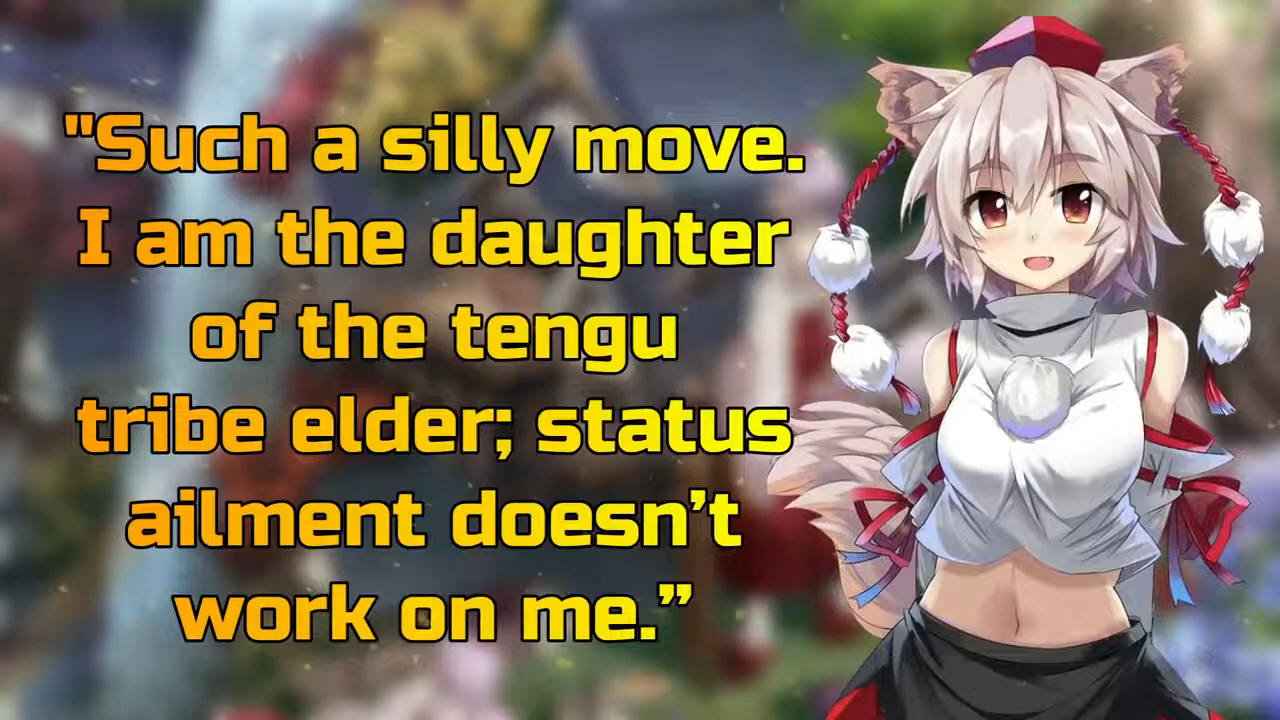 "Such a silly move.
I am the daughter
of the tengu
tribe elder; status
ailment doesn’t
work on me.”